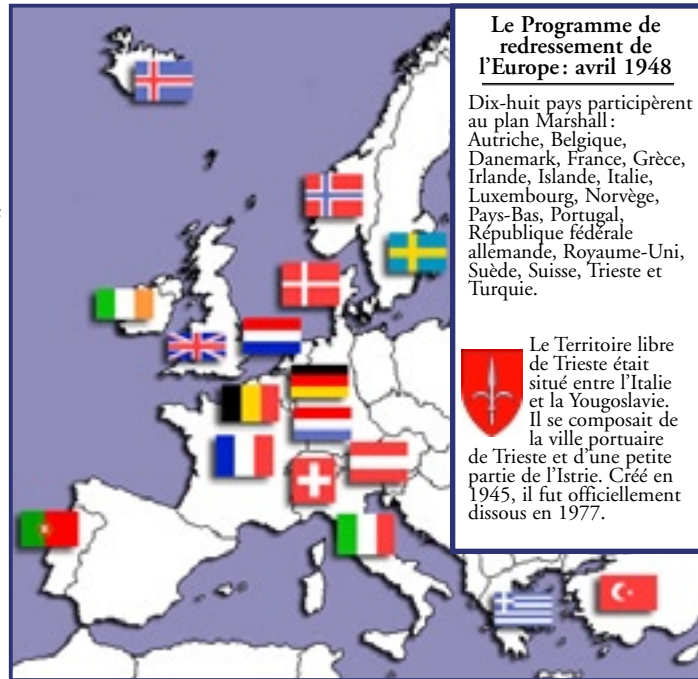 Le Programme de
redressement de
l'Europe: avril 1948
Dix-huit pays participèrent
au plan Marshall:
Autriche, Belgique,
Danemark, France, Grèce,
Irlande, Islande, Italie,
Luxembourg, Norvège,
Pays-Bas, Portugal,
République fédérale
allemande, Royaume-Uni,
Suède, Suisse, Trieste et
Turquie.
Le Territoire libre
de Trieste était
situé entre l'Italie
et la Yougoslavie.
Il se composait de
la ville portuaire
de Trieste et d'une petite
partie de l'Istrie. Créé en
1945, il fut officiellement
dissous en 1977.